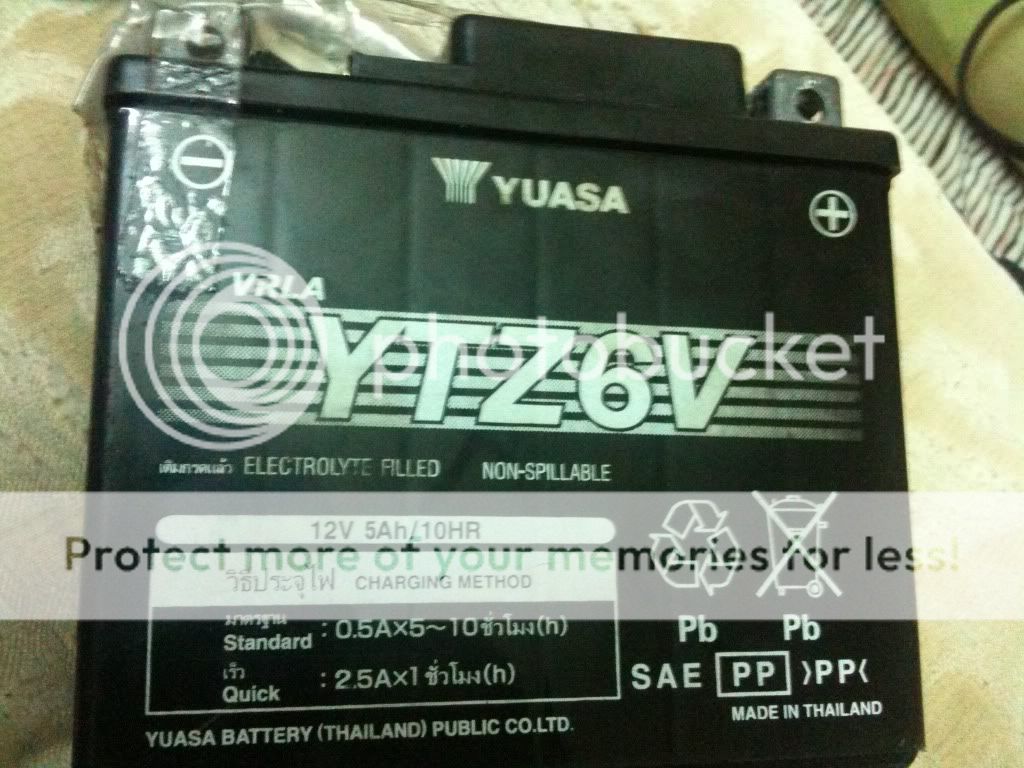 YUASA
VRLA
YTZ6V
photobucket
เติมกรดแล้ว ELECTROLYTE FILLED NON-SPILLABLE
12V 5Ah/10HR
Protect more of your memories for less!
วิธีประจุไฟ CHARGING METHOD
มาตรฐาน
Standard : 0.5A×5~10 ชั่วโมง(h)
เร็ว
Quick : 2.5A×1 ชั่วโมง(h)
Pb Pb
SAE PP >PP<
MADE IN THAILAND
YUASA BATTERY (THAILAND) PUBLIC CO.LTD.